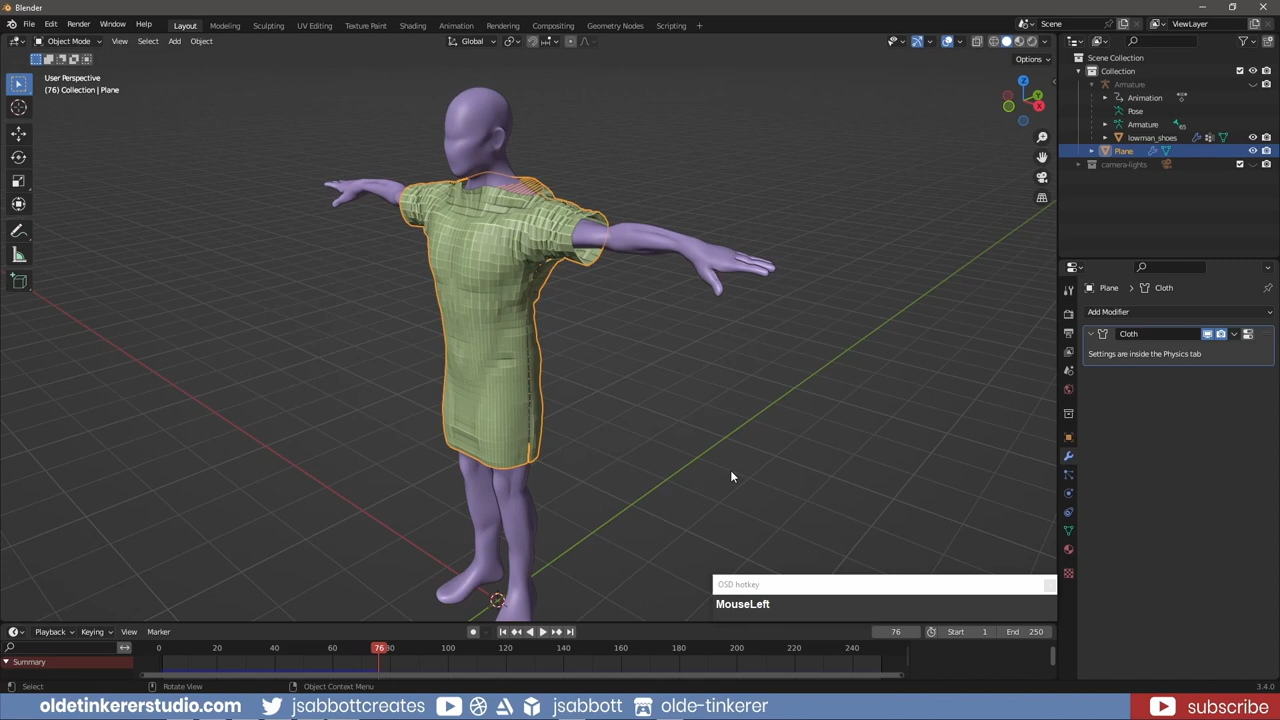 Blender
File Edit Render Window Help
Layout Modeling Sculpting UV Editing Texture Paint Shading Animation Rendering Compositing Geometry Nodes Scripting +
Scene
ViewLayer
Object Mode View Select Add Object
Global
Options
User Perspective
(76) Collection | Plane
Z
Y
X
Scene Collection
Collection
Armature
Animation
Pose
Armature
65
lowman_shoes
Plane
camera-lights
Plane > Cloth
Add Modifier
Cloth
Settings are inside the Physics tab
OSD hotkey
MouseLeft
Playback Keying View Marker
76
Start 1
End 250
0 20 40 60 76 80 100 120 140 160 180 200 220 240
Summary
Select
Rotate View
Object Context Menu
3.4.0
oldetinkererstudio.com
jsabbottcreates
jsabbott
olde-tinkerer
subscribe